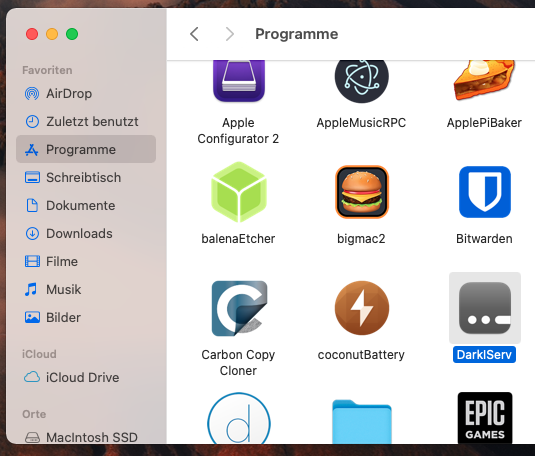 Programme
Favoriten
AirDrop
Zuletzt benutzt
Programme
Schreibtisch
Dokumente
Downloads
Filme
Musik
Bilder
iCloud
iCloud Drive
Orte
MacIntosh SSD
Apple
Configurator 2
AppleMusicRPC
ApplePiBaker
balenaEtcher
bigmac2
Bitwarden
Carbon Copy
Cloner
coconutBattery
DarkIServ
d
EPIC
GAMES